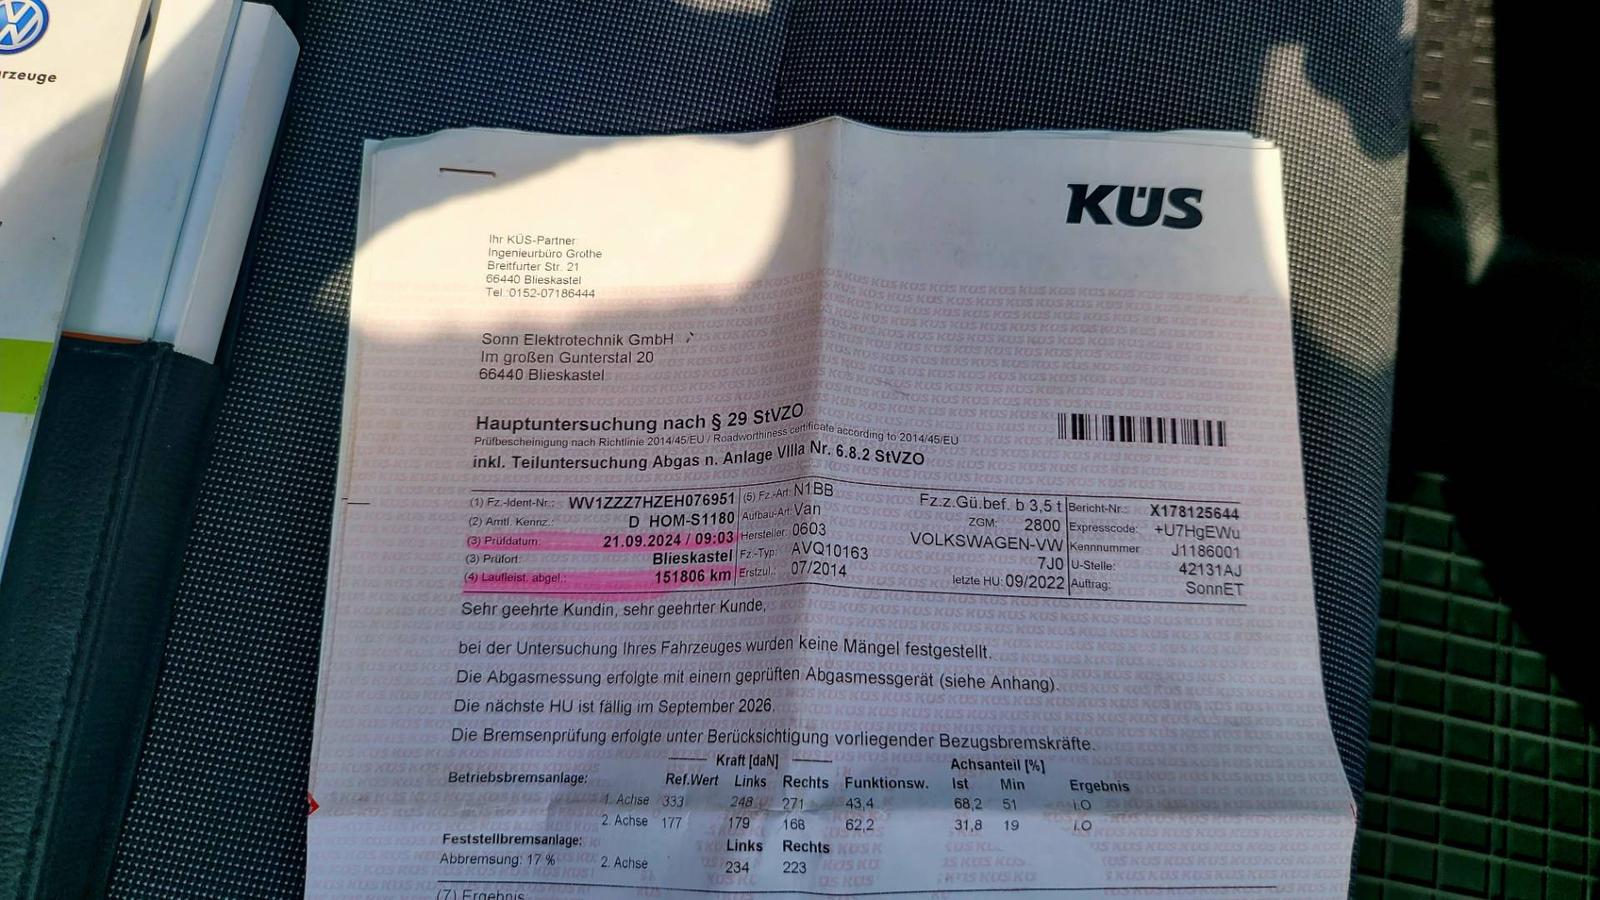 rzeuge
KÜS
Ihr KÜS-Partner:
Ingenieurbüro Grothe
Breitfurter Str. 21
66440 Blieskastel
Tel.:0152-07186444
Sonn Elektrotechnik GmbH
Im großen Gunterstal 20
66440 Blieskastel
Hauptuntersuchung nach § 29 StVZO
Prüfbescheinigung nach Richtlinie 2014/45/EU / Roadworthiness certificate according to 2014/45/EU
inkl. Teiluntersuchung Abgas n. Anlage VIIIa Nr. 6.8.2 StVZO
(1) Fz.-Ident-Nr.: WV1ZZZ7HZEH076951 (5) Fz.-Art: N1BB Fz.z.Gü.bef. b 3,5 t Bericht-Nr.: X178125644
(2) Amtl. Kennz.: D HOM-S1180 Aufbau-Art: Van ZGM: 2800 Expresscode: +U7HgEWu
(3) Prüfdatum: 21.09.2024 / 09:03 Hersteller: 0603 VOLKSWAGEN-VW Kennnummer J1186001
(3) Prüfort: Blieskastel Fz.-Typ: AVQ10163 7J0 U-Stelle: 42131AJ
(4) Laufleist. abgel.: 151806 km Erstzul.: 07/2014 letzte HU: 09/2022 Auftrag: SonnET
Sehr geehrte Kundin, sehr geehrter Kunde,
bei der Untersuchung Ihres Fahrzeuges wurden keine Mängel festgestellt.
Die Abgasmessung erfolgte mit einem geprüften Abgasmessgerät (siehe Anhang).
Die nächste HU ist fällig im September 2026.
Die Bremsenprüfung erfolgte unter Berücksichtigung vorliegender Bezugsbremskräfte.
Kraft [daN] Achsanteil [%]
Betriebsbremsanlage: Ref.Wert Links Rechts Funktionsw. Ist Min Ergebnis
1. Achse 333 248 271 43,4 68,2 51 i.O
2. Achse 177 179 168 62,2 31,8 19 i.O
Feststellbremsanlage: Links Rechts
Abbremsung: 17 % 2. Achse 234 223
(7) Ergebnis